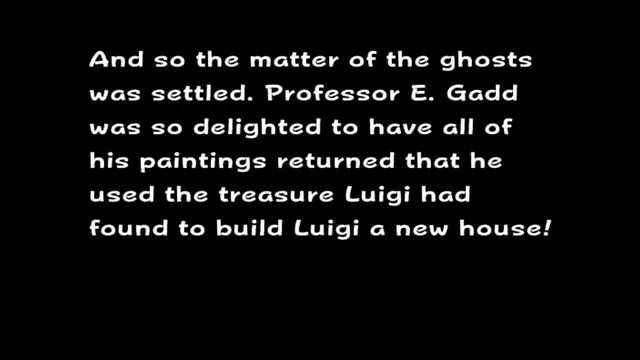 And so the matter of the ghosts
was settled. Professor E. Gadd
was so delighted to have all of
his paintings returned that he
used the treasure Luigi had
found to build Luigi a new house!